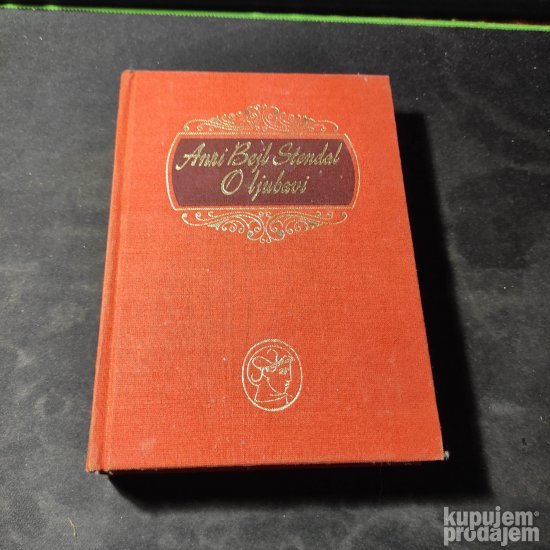 Anri Bejl Stendal
O ljubavi
kupujem
prodajem